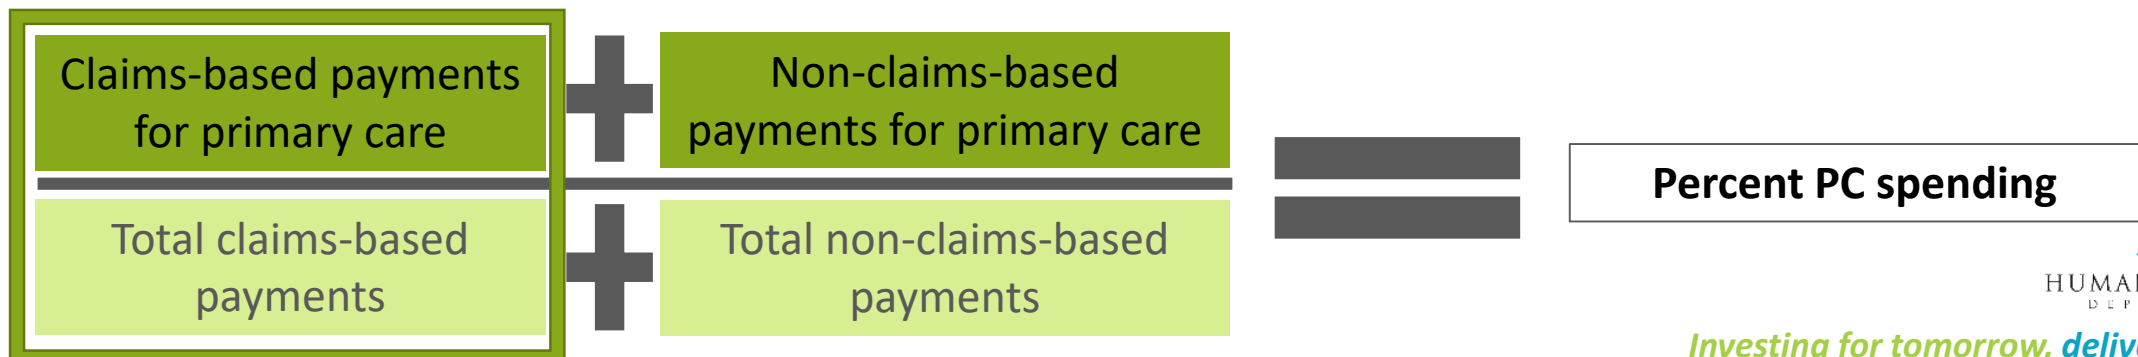 Claims-based payments
for primary care
Non-claims-based
payments for primary care
Total claims-based
payments
Total non-claims-based
payments
Percent PC spending
Investing for tomorrow,